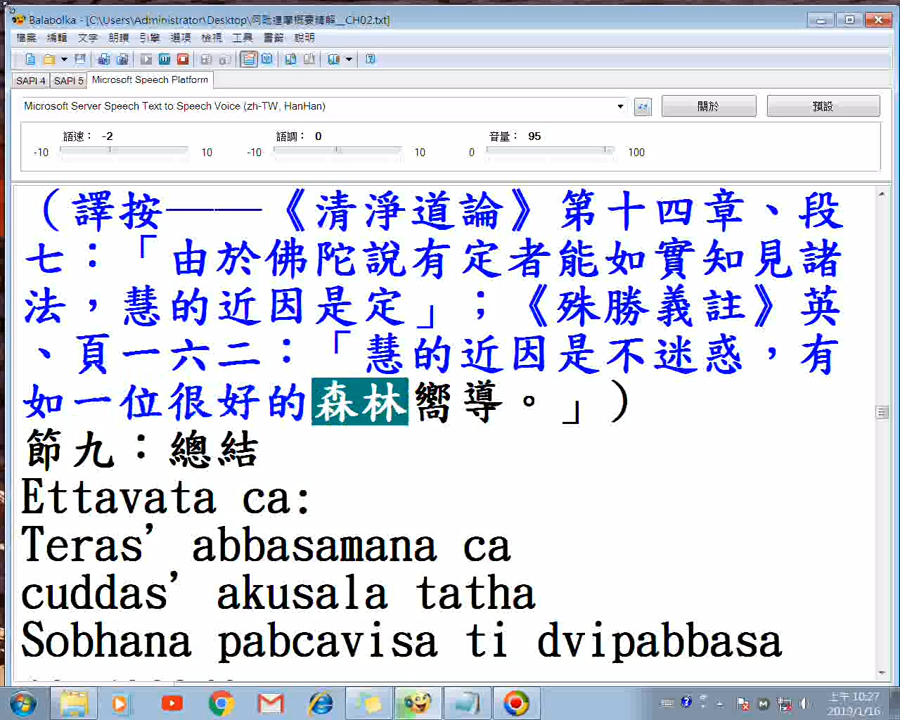 Balabolka - [C:\Users\Administrator\Desktop\阿毗達摩概要精解__CH02.txt]
檔案 編輯 文字 朗讀 引擎 選項 檢視 工具 書籤 說明
SAPI 4 SAPI 5 Microsoft Speech Platform
Microsoft Server Speech Text to Speech Voice (zh-TW, HanHan) 關於 預設
語速： -2 語調： 0 音量： 95
-10 10 -10 10 0 100
（譯按───《清淨道論》第十四章、段
七：「由於佛陀說有定者能如實知見諸
法，慧的近因是定」；《殊勝義註》英
、頁一六二：「慧的近因是不迷惑，有
如一位很好的森林嚮導。」）
節九：總結
Ettavata ca:
Teras’ abbasamana ca
cuddas’ akusala tatha
Sobhana pabcavisa ti dvipabbasa
上午 10:27
2019/1/16